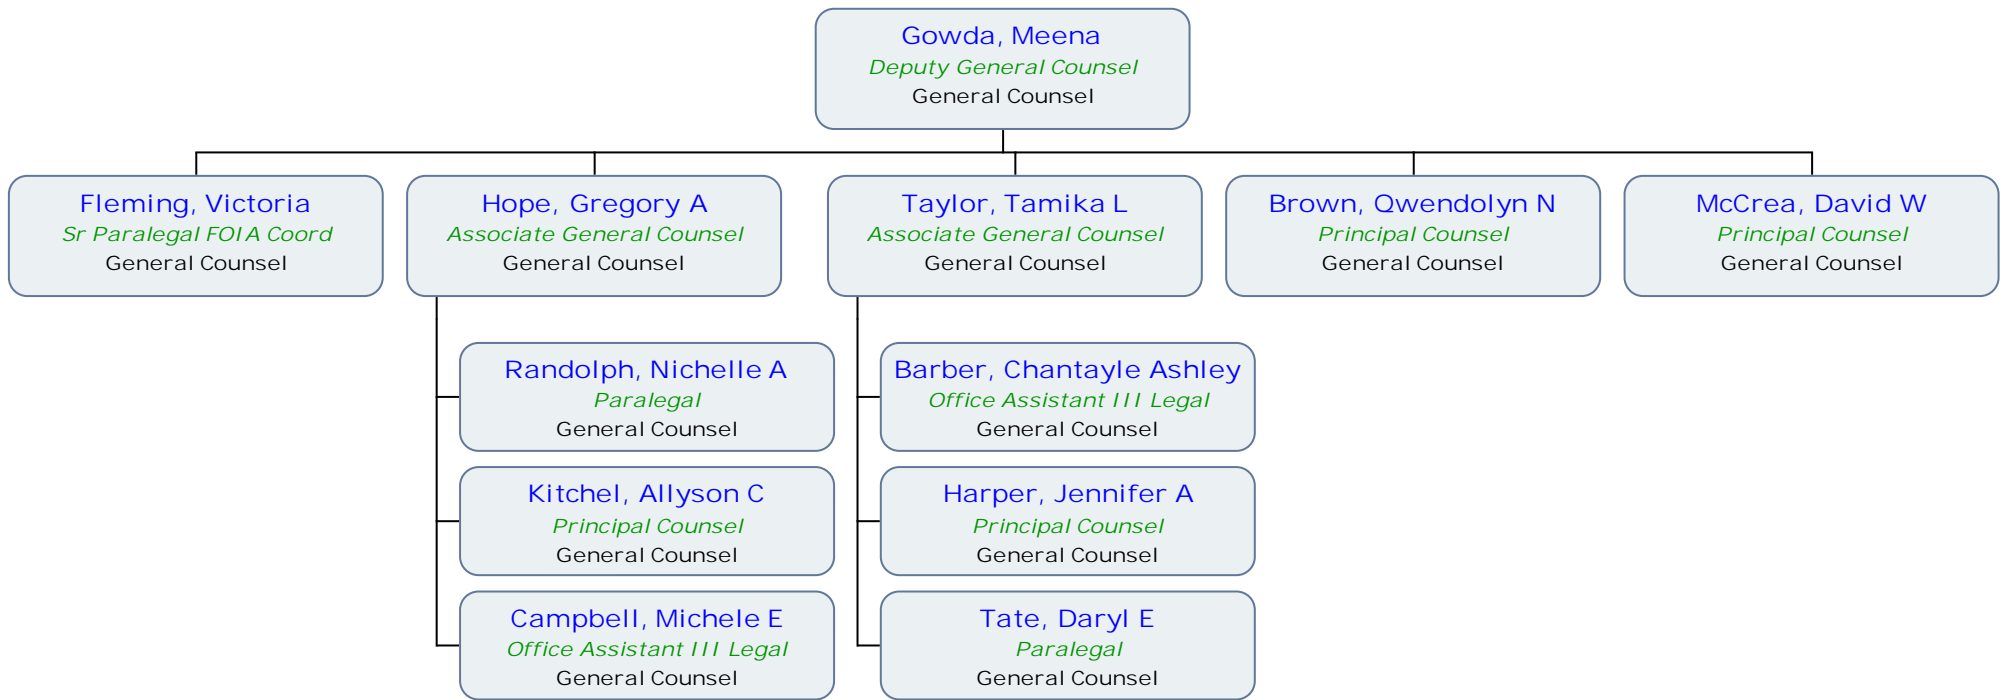 Gowda, Meena
Deputy General Counsel
General Counsel
Fleming, Victoria
Sr Paralegal FOIA Coord
General Counsel
Hope, Gregory A
Associate General Counsel
General Counsel
Taylor, Tamika L
Associate General Counsel
General Counsel
Brown, Qwendolyn N
Principal Counsel
General Counsel
McCrea, David W
Principal Counsel
General Counsel
Randolph, Nichelle A
Paralegal
General Counsel
Kitchel, Allyson C
Principal Counsel
General Counsel
Campbell, Michele E
Office Assistant III Legal
General Counsel
Barber, Chantayle Ashley
Office Assistant III Legal
General Counsel
Harper, Jennifer A
Principal Counsel
General Counsel
Tate, Daryl E
Paralegal
General Counsel